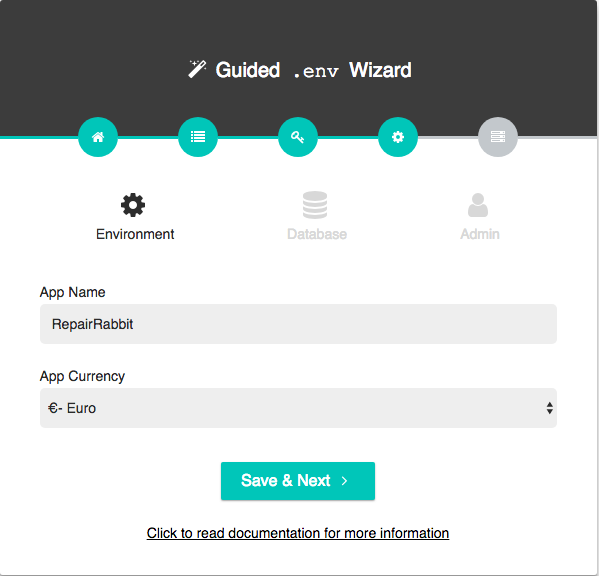 Guided .env Wizard
Environment
Database
Admin
App Name
RepairRabbit
App Currency
€- Euro
Save & Next
Click to read documentation for more information